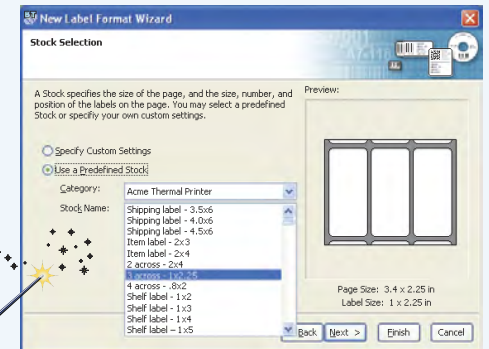 New Label Format Wizard
Stock Selection
A Stock specifies the size of the page, and the size, number, and
position of the labels on the page. You may select a predefined
Stock or specifiy your own custom settings.
Preview:
Specify Custom Settings
Use a Predefined Stock
Category:
Acme Thermal Printer
Stock Name:
Shipping label - 3.5x6
Shipping label - 4.0x6
Shipping label - 4.5x6
Item label - 2x3
Item label - 2x4
2 across - 2x4
3 across - 1x2.25
4 across - .8x2
Shelf label - 1x2
Shelf label - 1x3
Shelf label - 1x4
Shelf label – 1x5
Page Size: 3.4 x 2.25 in
Label Size: 1 x 2.25 in
Back
Next >
Finish
Cancel